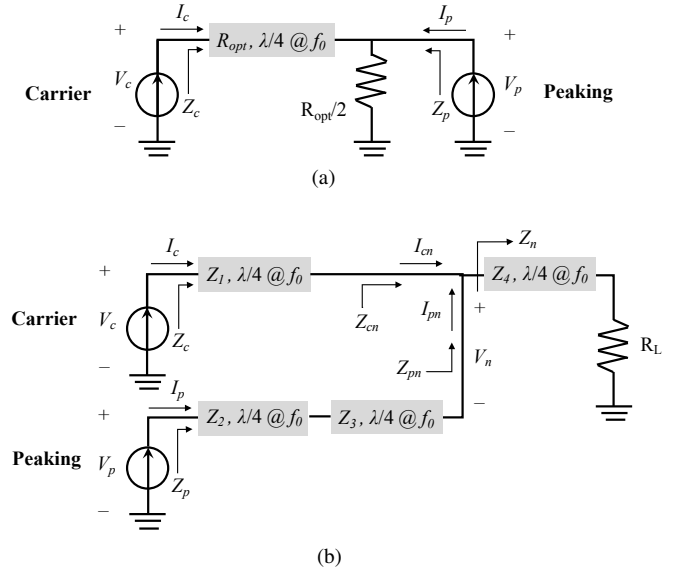 + I_c I_p +
R_opt, λ/4 @ f_0
Carrier V_c Z_c R_opt/2 Z_p V_p Peaking
− −
(a)
I_c I_cn Z_n
+ Z_1, λ/4 @ f_0 Z_4, λ/4 @ f_0
Carrier V_c Z_c Z_cn I_pn + R_L
− I_p Z_pn V_n
+ Z_2, λ/4 @ f_0 Z_3, λ/4 @ f_0 −
Peaking V_p Z_p
−
(b)